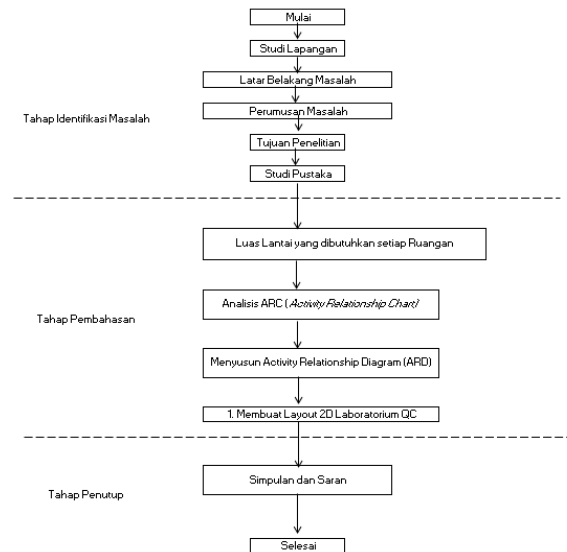 Mulai
Studi Lapangan
Latar Belakang Masalah
Perumusan Masalah
Tahap Identifikasi Masalah
Tujuan Penelitian
Studi Pustaka
Luas Lantai yang dibutuhkan setiap Ruangan
Analisis ARC (Activity Relationship Chart)
Tahap Pembahasan
Menyusun Activity Relationship Diagram (ARD)
1. Membuat Layout 2D Laboratorium QC
Simpulan dan Saran
Tahap Penutup
Selesai